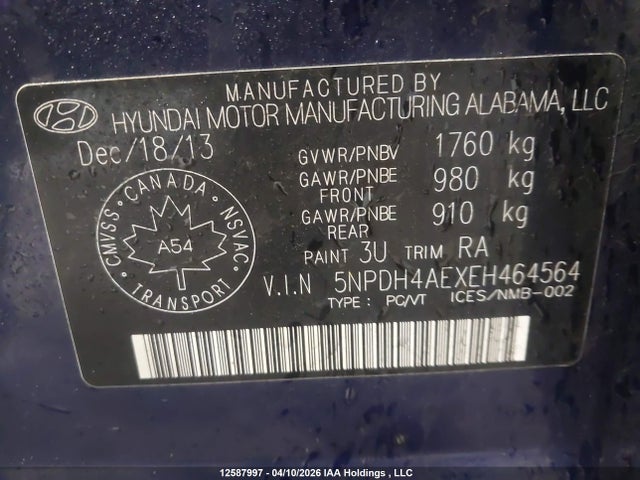 MANUFACTURED BY
HYUNDAI MOTOR MANUFACTURING ALABAMA, LLC
Dec/18/13
GVWR/PNBV 1760 kg
GAWR/PNBE FRONT 980 kg
GAWR/PNBE REAR 910 kg
PAINT 3U TRIM RA
CANADA
CMVSS NSVAC
A54
TRANSPORT
V.I.N 5NPDH4AEXEH464564
TYPE : PC/VT ICES/NMB-002
12587997 - 04/10/2026 IAA Holdings , LLC